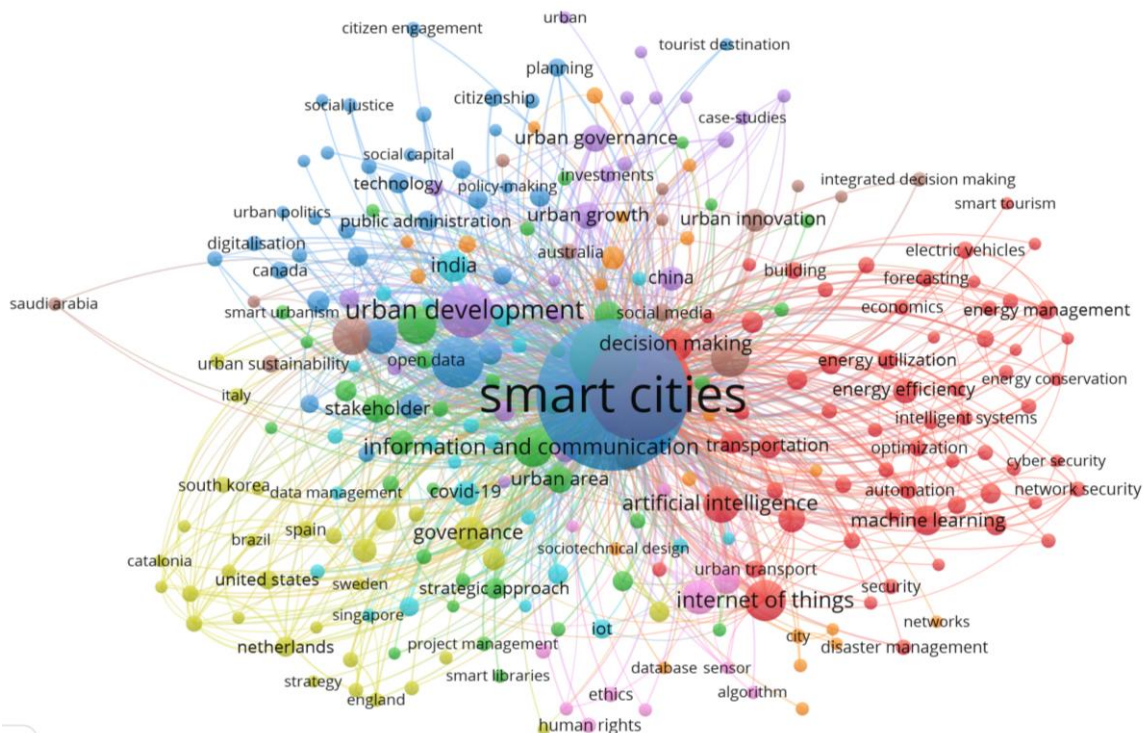 urban
citizen engagement
tourist destination
planning
citizenship
social justice
case-studies
urban governance
social capital
investments
technology
policy-making
integrated decision making
smart tourism
urban politics
public administration
urban growth
urban innovation
digitalisation
australia
electric vehicles
india
canada
china
building
forecasting
saudi arabia
smart urbanism
urban development
social media
economics
energy management
decision making
urban sustainability
open data
energy utilization
energy conservation
italy
smart cities
energy efficiency
stakeholder
intelligent systems
information and communication
transportation
optimization
cyber security
south korea
data management
covid-19
urban area
automation
network security
artificial intelligence
machine learning
brazil
spain
governance
sociotechnical design
catalonia
urban transport
united states
sweden
strategic approach
security
singapore
internet of things
networks
iot
city
netherlands
project management
disaster management
strategy
smart libraries
database
sensor
england
ethics
algorithm
human rights